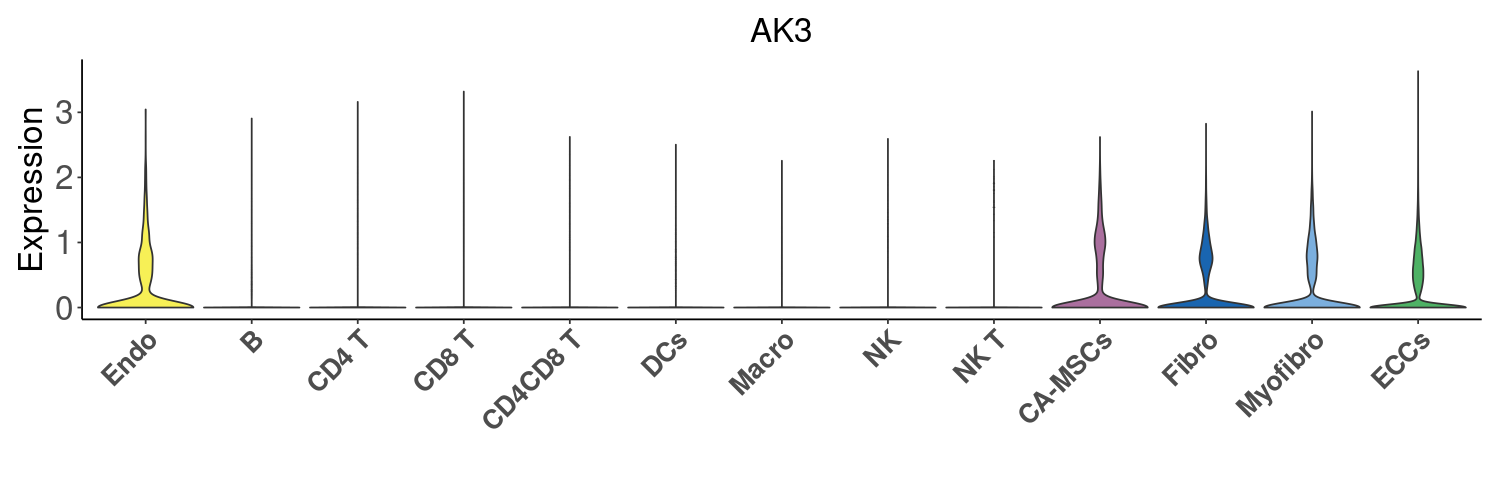 AK3
Expression
3
2
1
0
Endo
B
CD4 T
CD8 T
CD4CD8 T
DCs
Macro
NK
NK T
CA-MSCs
Fibro
Myofibro
ECCs